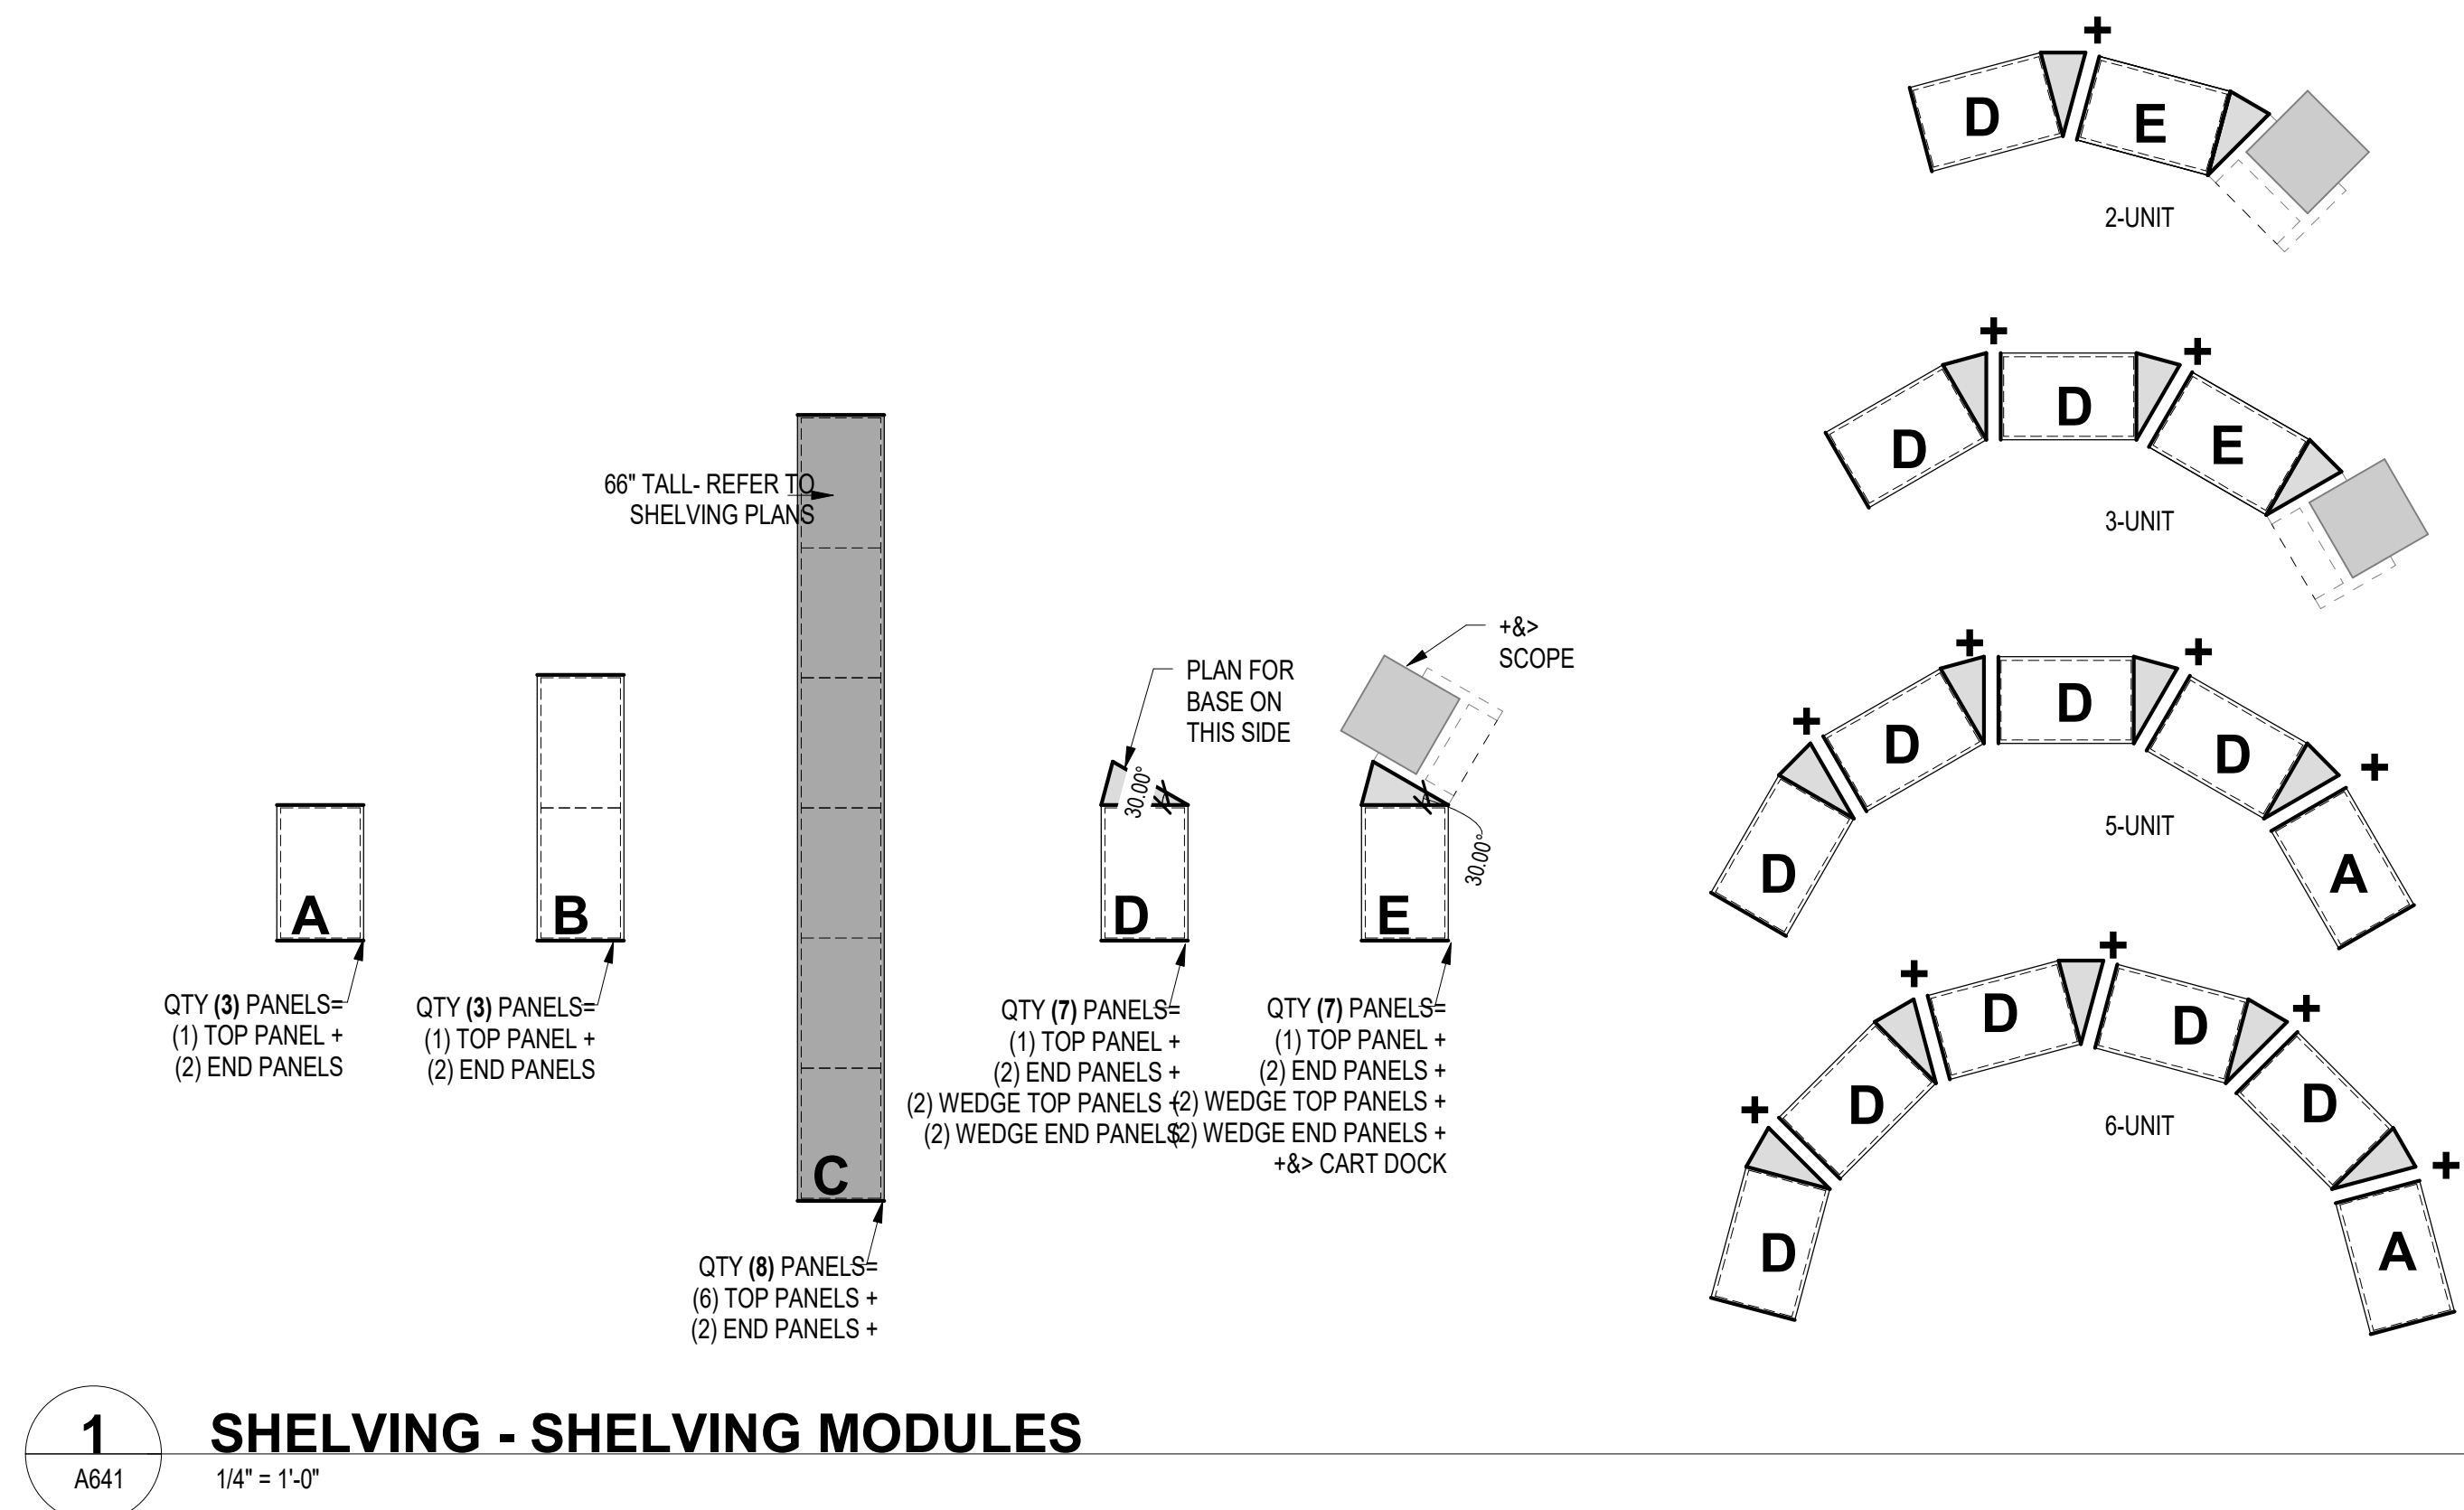 +
D
E
2-UNIT
+
+
D
D
E
3-UNIT
66" TALL- REFER TO
SHELVING PLANS
+&>
SCOPE
PLAN FOR
BASE ON
THIS SIDE
30.00°
30.00°
A
B
C
D
E
QTY (3) PANELS=
(1) TOP PANEL +
(2) END PANELS
QTY (3) PANELS=
(1) TOP PANEL +
(2) END PANELS
QTY (8) PANELS=
(6) TOP PANELS +
(2) END PANELS +
QTY (7) PANELS=
(1) TOP PANEL +
(2) END PANELS +
(2) WEDGE TOP PANELS +
(2) WEDGE END PANELS
QTY (7) PANELS=
(1) TOP PANEL +
(2) END PANELS +
(2) WEDGE TOP PANELS +
(2) WEDGE END PANELS +
+&> CART DOCK
+
+
+
+
D
D
D
D
A
5-UNIT
+
+
+
+
+
D
D
D
D
D
A
6-UNIT
1
A641
SHELVING - SHELVING MODULES
1/4" = 1'-0"